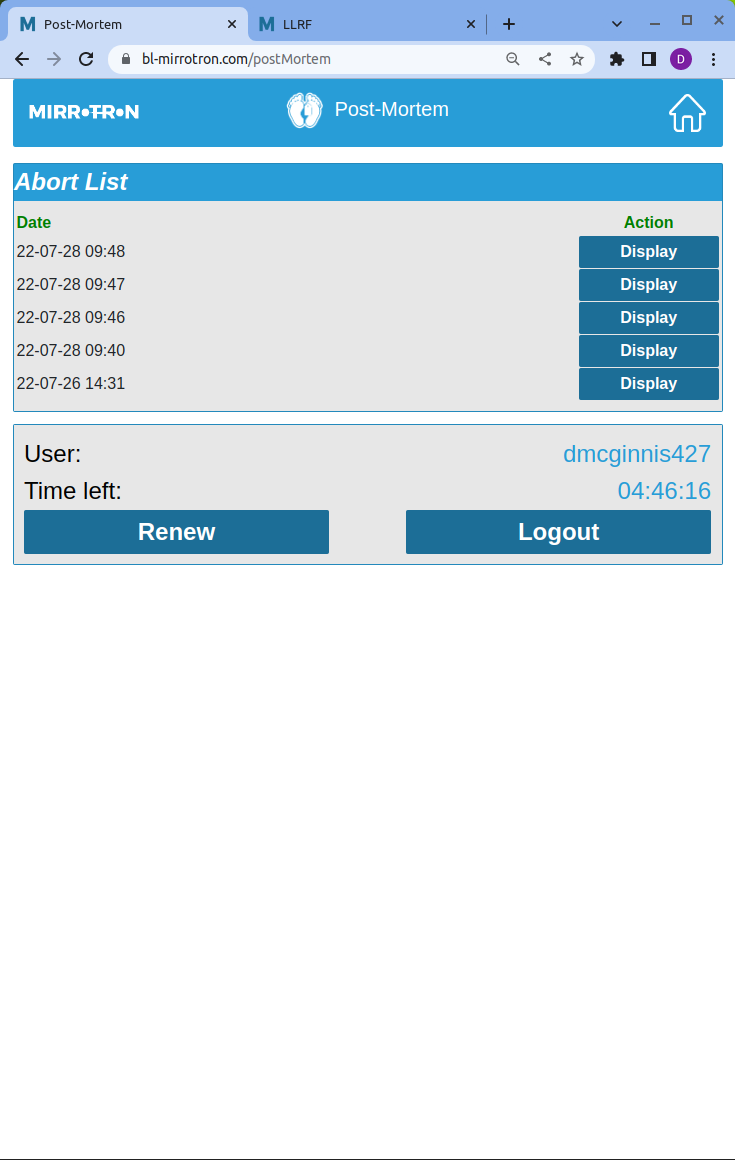 Post-Mortem LLRF
bl-mirrotron.com/postMortem D
MIRROTRON Post-Mortem
Abort List
Date Action
22-07-28 09:48 Display
22-07-28 09:47 Display
22-07-28 09:46 Display
22-07-28 09:40 Display
22-07-26 14:31 Display
User: dmcginnis427
Time left: 04:46:16
Renew Logout